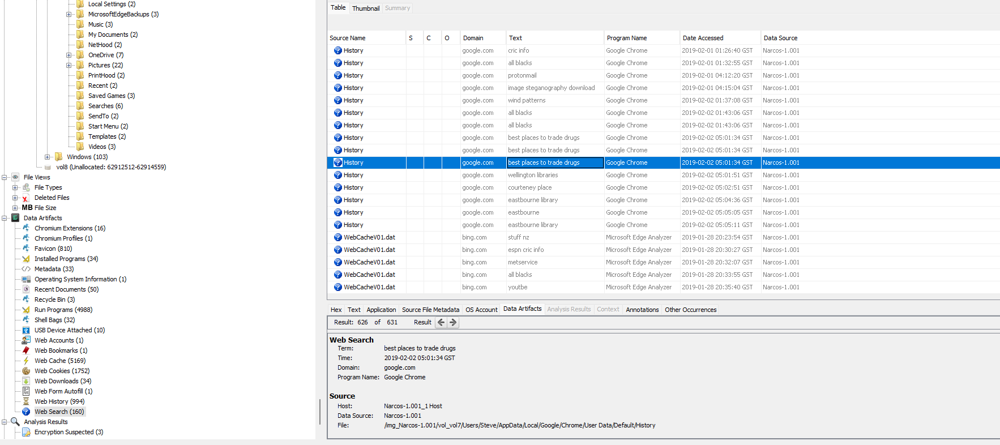 Local Settings (2)
MicrosoftEdgeBackups (3)
Music (3)
My Documents (2)
NetHood (2)
OneDrive (7)
Pictures (22)
PrintHood (2)
Recent (2)
Saved Games (3)
Searches (6)
SendTo (2)
Start Menu (2)
Templates (2)
Videos (3)
Windows (103)
vol8 (Unallocated: 62912512-62914559)
File Views
File Types
Deleted Files
MB File Size
Data Artifacts
Chromium Extensions (16)
Chromium Profiles (1)
Favicon (810)
Installed Programs (34)
Metadata (33)
Operating System Information (1)
Recent Documents (50)
Recycle Bin (3)
Run Programs (4988)
Shell Bags (32)
USB Device Attached (10)
Web Accounts (1)
Web Bookmarks (1)
Web Cache (5169)
Web Cookies (1752)
Web Downloads (34)
Web Form Autofill (1)
Web History (994)
Web Search (160)
Analysis Results
Encryption Suspected (3)
Table Thumbnail Summary
Source Name S C O Domain Text Program Name Date Accessed Data Source
History google.com cric info Google Chrome 2019-02-01 01:26:40 GST Narcos-1.001
History google.com all blacks Google Chrome 2019-02-01 01:32:55 GST Narcos-1.001
History google.com protonmail Google Chrome 2019-02-01 04:12:20 GST Narcos-1.001
History google.com image steganography download Google Chrome 2019-02-01 04:15:04 GST Narcos-1.001
History google.com wind patterns Google Chrome 2019-02-02 01:37:08 GST Narcos-1.001
History google.com all blacks Google Chrome 2019-02-02 01:43:06 GST Narcos-1.001
History google.com all blacks Google Chrome 2019-02-02 01:43:06 GST Narcos-1.001
History google.com best places to trade drugs Google Chrome 2019-02-02 05:01:34 GST Narcos-1.001
History google.com best places to trade drugs Google Chrome 2019-02-02 05:01:34 GST Narcos-1.001
History google.com best places to trade drugs Google Chrome 2019-02-02 05:01:34 GST Narcos-1.001
History google.com wellington libraries Google Chrome 2019-02-02 05:01:51 GST Narcos-1.001
History google.com courteney place Google Chrome 2019-02-02 05:02:51 GST Narcos-1.001
History google.com eastbourne library Google Chrome 2019-02-02 05:04:36 GST Narcos-1.001
History google.com eastbourne Google Chrome 2019-02-02 05:05:05 GST Narcos-1.001
History google.com eastbourne library Google Chrome 2019-02-02 05:05:11 GST Narcos-1.001
WebCacheV01.dat bing.com stuff nz Microsoft Edge Analyzer 2019-01-28 20:23:54 GST Narcos-1.001
WebCacheV01.dat bing.com espn cric info Microsoft Edge Analyzer 2019-01-28 20:30:27 GST Narcos-1.001
WebCacheV01.dat bing.com metservice Microsoft Edge Analyzer 2019-01-28 20:32:07 GST Narcos-1.001
WebCacheV01.dat bing.com all blacks Microsoft Edge Analyzer 2019-01-28 20:33:55 GST Narcos-1.001
WebCacheV01.dat bing.com youtbe Microsoft Edge Analyzer 2019-01-28 20:35:40 GST Narcos-1.001
Hex Text Application Source File Metadata OS Account Data Artifacts Analysis Results Context Annotations Other Occurrences
Result: 626 of 631 Result
Web Search
Term: best places to trade drugs
Time: 2019-02-02 05:01:34 GST
Domain: google.com
Program Name: Google Chrome
Source
Host: Narcos-1.001_1 Host
Data Source: Narcos-1.001
File: /img_Narcos-1.001/vol_vol7/Users/Steve/AppData/Local/Google/Chrome/User Data/Default/History